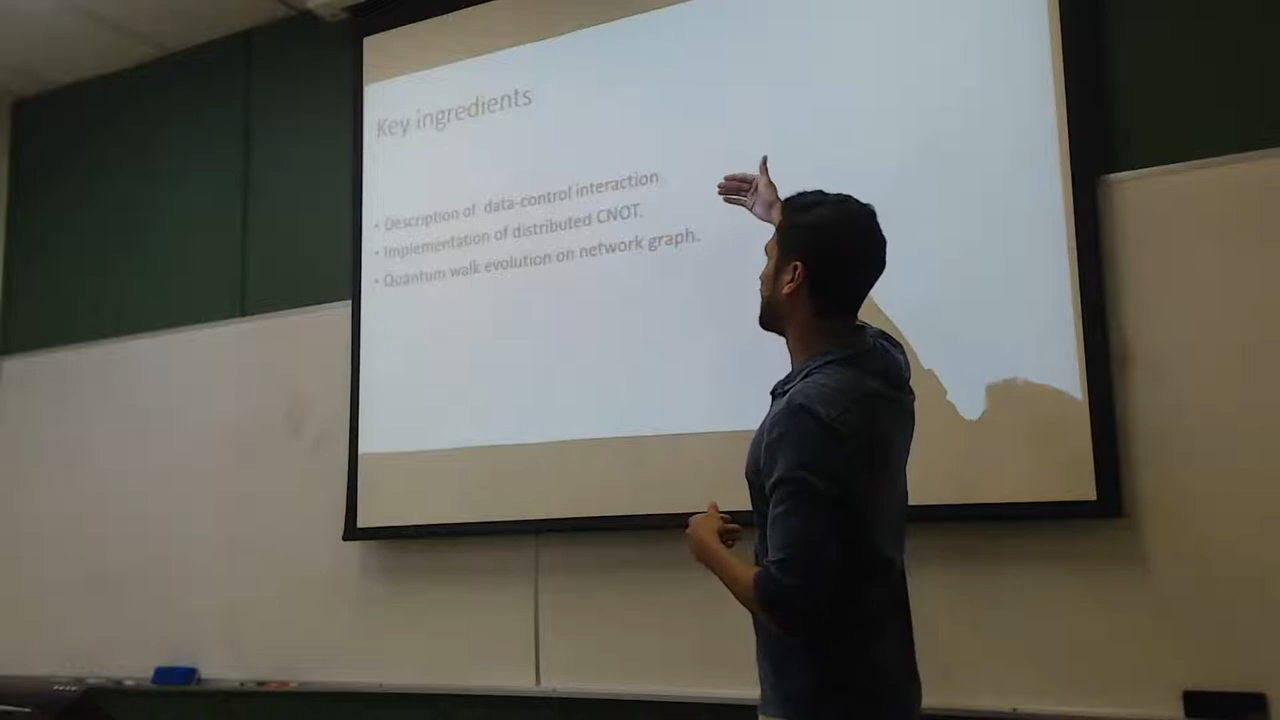 Key ingredients
• Description of data-control interaction
• Implementation of distributed CNOT.
• Quantum walk evolution on network graph.